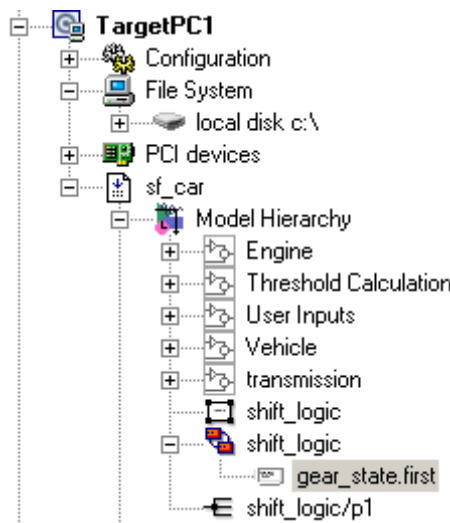 TargetPC1
Configuration
File System
local disk c:\
PCI devices
sf_car
Model Hierarchy
Engine
Threshold Calculation
User Inputs
Vehicle
transmission
shift_logic
shift_logic
gear_state.first
shift_logic/p1